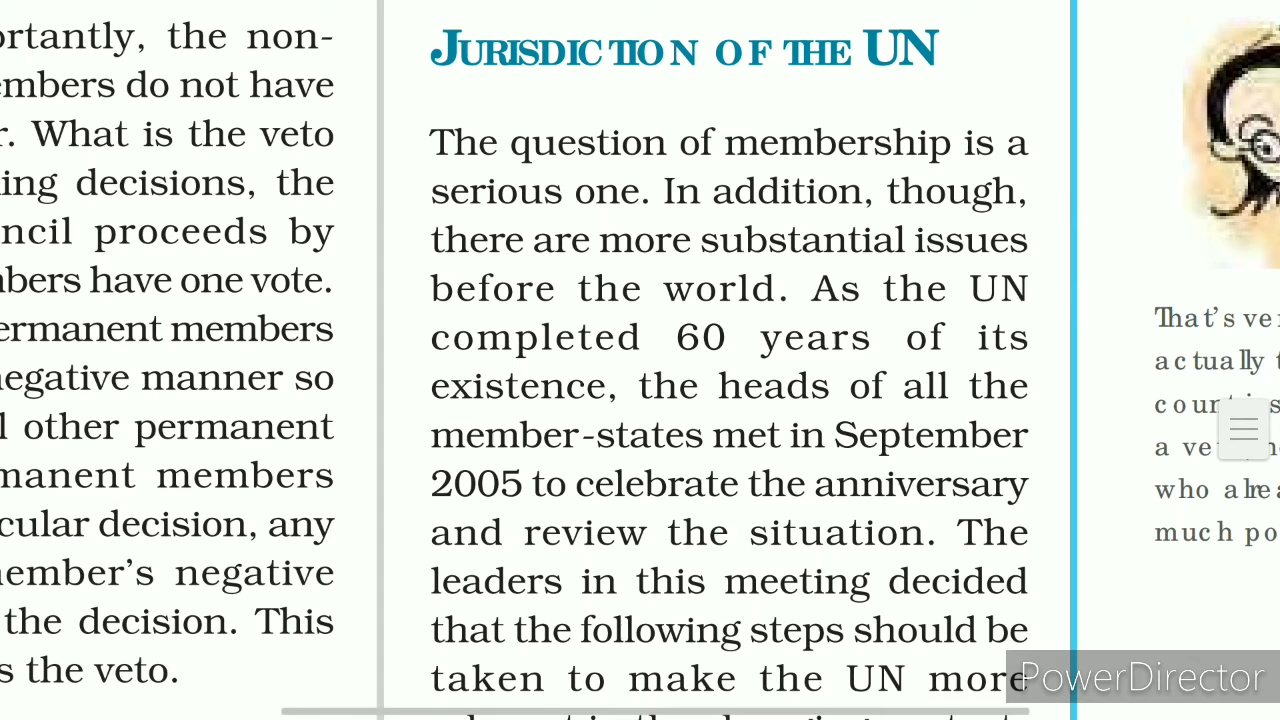 ortantly, the non-
embers do not have
r. What is the veto
ing decisions, the
ncil proceeds by
bers have one vote.
ermanent members
negative manner so
l other permanent
manent members
cular decision, any
ember's negative
the decision. This
s the veto.
JURISDICTION OF THE UN
The question of membership is a
serious one. In addition, though,
there are more substantial issues
before the world. As the UN
completed 60 years of its
existence, the heads of all the
member-states met in September
2005 to celebrate the anniversary
and review the situation. The
leaders in this meeting decided
that the following steps should be
taken to make the UN more
That's ve
actually t
a ve
who alrea
much po
PowerDirector